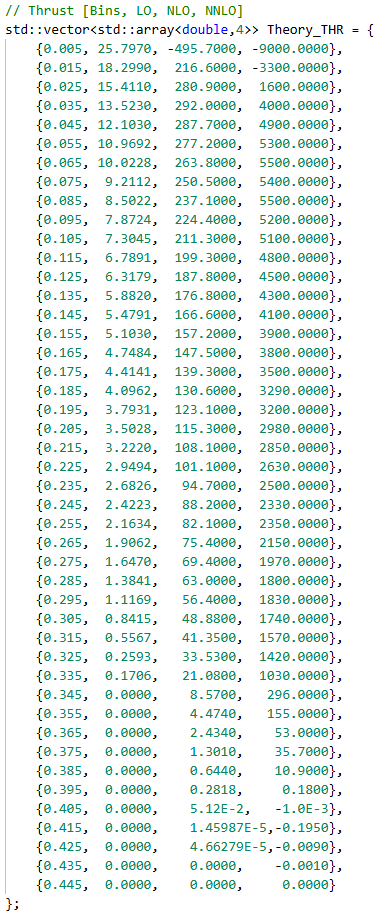 // Thrust [Bins, LO, NLO, NNLO]
std::vector<std::array<double,4>> Theory_THR = {
{0.005, 25.7970, -495.7000, -9000.0000},
{0.015, 18.2990, 216.6000, -3300.0000},
{0.025, 15.4110, 280.9000, 1600.0000},
{0.035, 13.5230, 292.0000, 4000.0000},
{0.045, 12.1030, 287.7000, 4900.0000},
{0.055, 10.9692, 277.2000, 5300.0000},
{0.065, 10.0228, 263.8000, 5500.0000},
{0.075, 9.2112, 250.5000, 5400.0000},
{0.085, 8.5022, 237.1000, 5500.0000},
{0.095, 7.8724, 224.4000, 5200.0000},
{0.105, 7.3045, 211.3000, 5100.0000},
{0.115, 6.7891, 199.3000, 4800.0000},
{0.125, 6.3179, 187.8000, 4500.0000},
{0.135, 5.8820, 176.8000, 4300.0000},
{0.145, 5.4791, 166.6000, 4100.0000},
{0.155, 5.1030, 157.2000, 3900.0000},
{0.165, 4.7484, 147.5000, 3800.0000},
{0.175, 4.4141, 139.3000, 3500.0000},
{0.185, 4.0962, 130.6000, 3290.0000},
{0.195, 3.7931, 123.1000, 3200.0000},
{0.205, 3.5028, 115.3000, 2980.0000},
{0.215, 3.2220, 108.1000, 2850.0000},
{0.225, 2.9494, 101.1000, 2630.0000},
{0.235, 2.6826, 94.7000, 2500.0000},
{0.245, 2.4223, 88.2000, 2330.0000},
{0.255, 2.1634, 82.1000, 2350.0000},
{0.265, 1.9062, 75.4000, 2150.0000},
{0.275, 1.6470, 69.4000, 1970.0000},
{0.285, 1.3841, 63.0000, 1800.0000},
{0.295, 1.1169, 56.4000, 1830.0000},
{0.305, 0.8415, 48.8800, 1740.0000},
{0.315, 0.5567, 41.3500, 1570.0000},
{0.325, 0.2593, 33.5300, 1420.0000},
{0.335, 0.1706, 21.0800, 1030.0000},
{0.345, 0.0000, 8.5700, 296.0000},
{0.355, 0.0000, 4.4740, 155.0000},
{0.365, 0.0000, 2.4340, 53.0000},
{0.375, 0.0000, 1.3010, 35.7000},
{0.385, 0.0000, 0.6440, 10.9000},
{0.395, 0.0000, 0.2818, 0.1800},
{0.405, 0.0000, 5.12E-2, -1.0E-3},
{0.415, 0.0000, 1.45987E-5,-0.1950},
{0.425, 0.0000, 4.66279E-5,-0.0090},
{0.435, 0.0000, 0.0000, -0.0010},
{0.445, 0.0000, 0.0000, 0.0000}
};